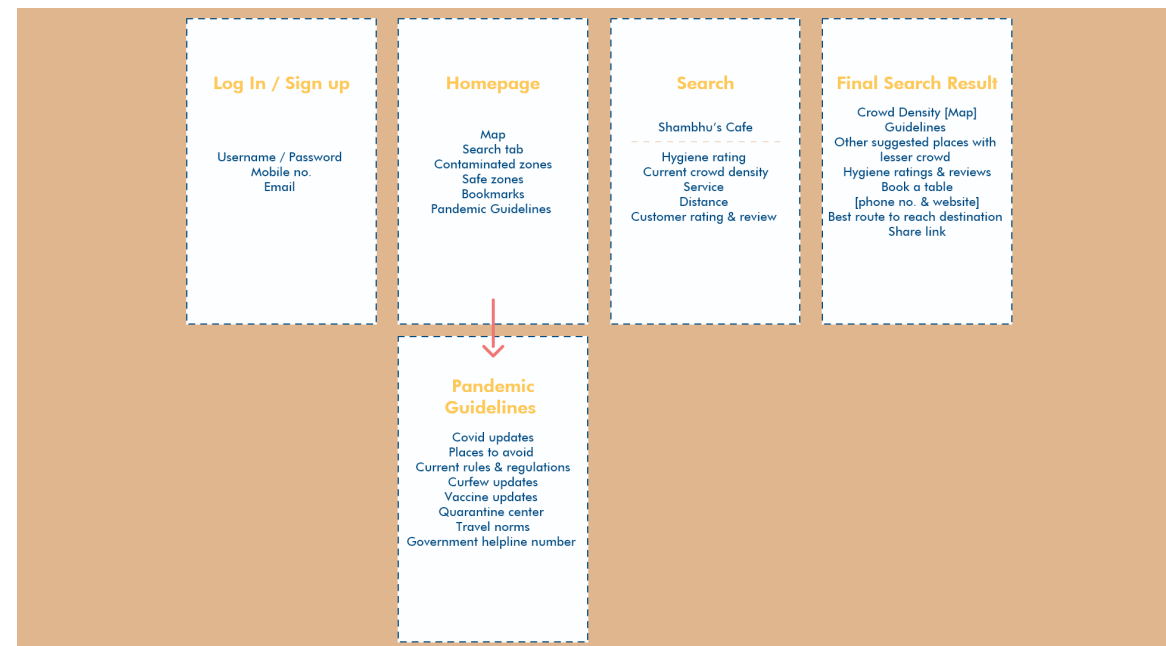 Log In / Sign up
Username / Password
Mobile no.
Email
Homepage
Map
Search tab
Contaminated zones
Safe zones
Bookmarks
Pandemic Guidelines
Search
Shambhu's Cafe
Hygiene rating
Current crowd density
Service
Distance
Customer rating & review
Final Search Result
Crowd Density [Map]
Guidelines
Other suggested places with
lesser crowd
Hygiene ratings & reviews
Book a table
[phone no. & website]
Best route to reach destination
Share link
Pandemic
Guidelines
Covid updates
Places to avoid
Current rules & regulations
Curfew updates
Vaccine updates
Quarantine center
Travel norms
Government helpline number